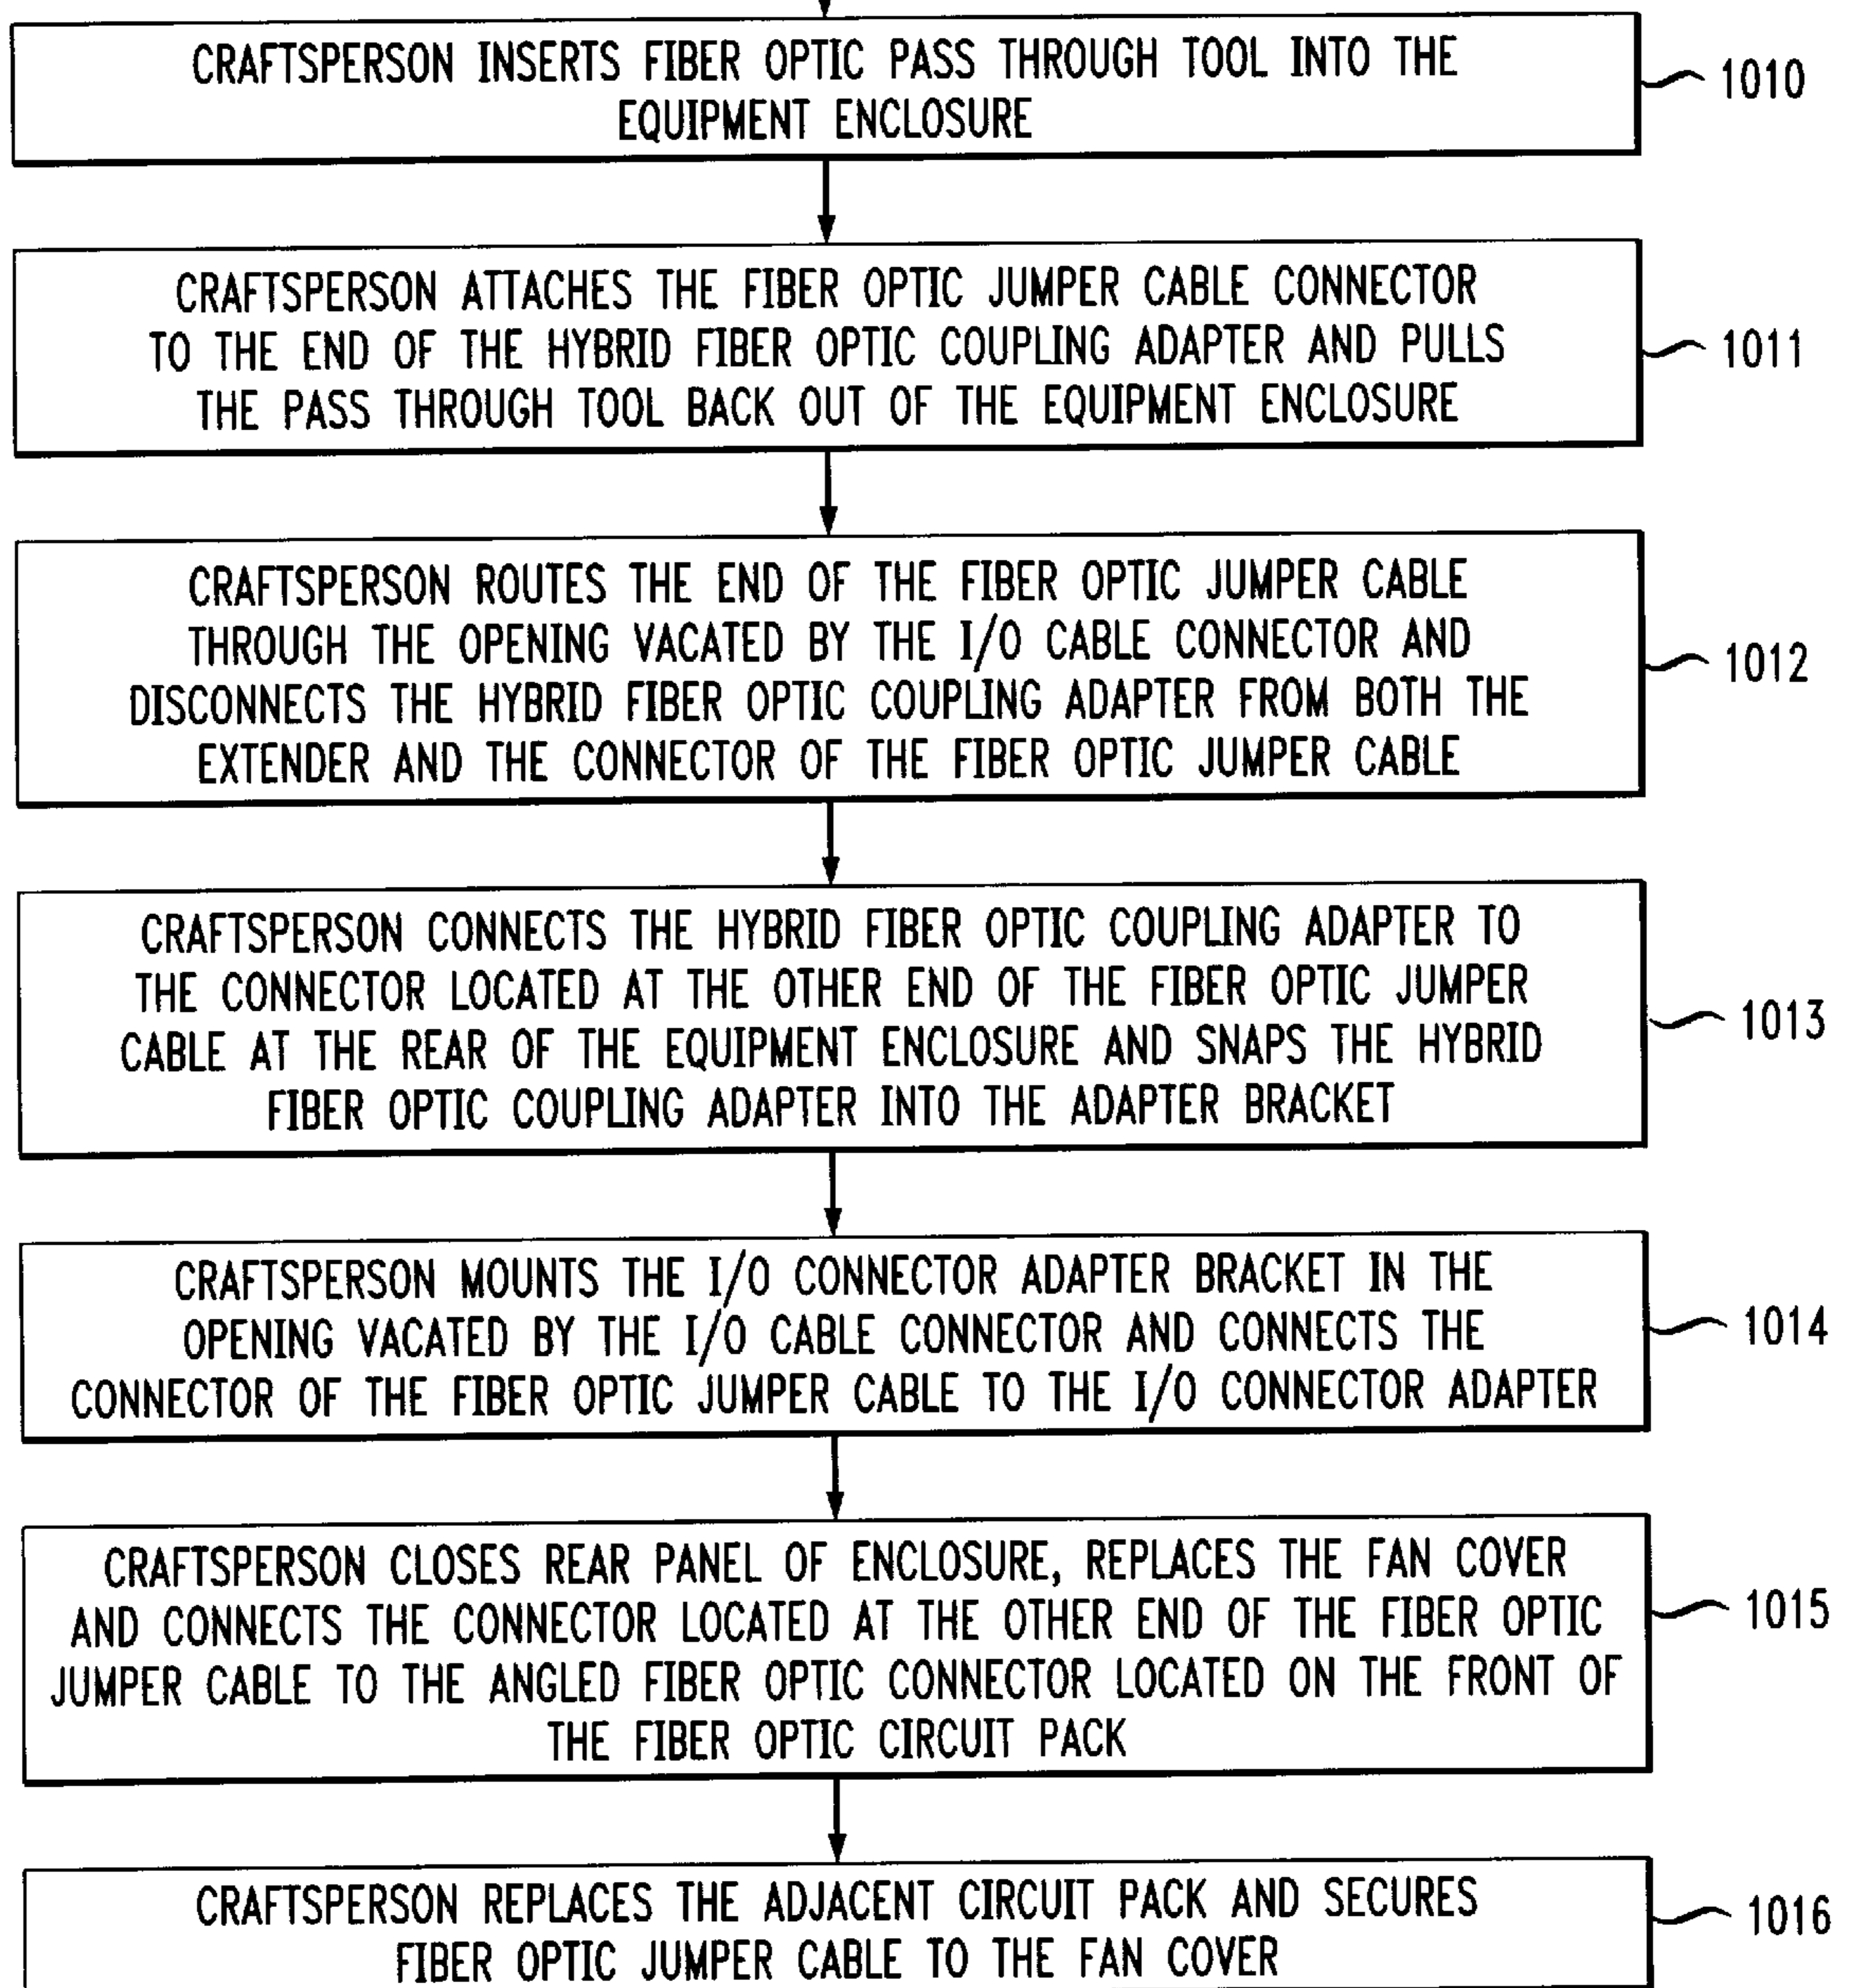 CRAFTSPERSON INSERTS FIBER OPTIC PASS THROUGH TOOL INTO THE
EQUIPMENT ENCLOSURE
1010
CRAFTSPERSON ATTACHES THE FIBER OPTIC JUMPER CABLE CONNECTOR
TO THE END OF THE HYBRID FIBER OPTIC COUPLING ADAPTER AND PULLS
THE PASS THROUGH TOOL BACK OUT OF THE EQUIPMENT ENCLOSURE
1011
CRAFTSPERSON ROUTES THE END OF THE FIBER OPTIC JUMPER CABLE
THROUGH THE OPENING VACATED BY THE I/O CABLE CONNECTOR AND
DISCONNECTS THE HYBRID FIBER OPTIC COUPLING ADAPTER FROM BOTH THE
EXTENDER AND THE CONNECTOR OF THE FIBER OPTIC JUMPER CABLE
1012
CRAFTSPERSON CONNECTS THE HYBRID FIBER OPTIC COUPLING ADAPTER TO
THE CONNECTOR LOCATED AT THE OTHER END OF THE FIBER OPTIC JUMPER
CABLE AT THE REAR OF THE EQUIPMENT ENCLOSURE AND SNAPS THE HYBRID
FIBER OPTIC COUPLING ADAPTER INTO THE ADAPTER BRACKET
1013
CRAFTSPERSON MOUNTS THE I/O CONNECTOR ADAPTER BRACKET IN THE
OPENING VACATED BY THE I/O CABLE CONNECTOR AND CONNECTS THE
CONNECTOR OF THE FIBER OPTIC JUMPER CABLE TO THE I/O CONNECTOR ADAPTER
1014
CRAFTSPERSON CLOSES REAR PANEL OF ENCLOSURE, REPLACES THE FAN COVER
AND CONNECTS THE CONNECTOR LOCATED AT THE OTHER END OF THE FIBER OPTIC
JUMPER CABLE TO THE ANGLED FIBER OPTIC CONNECTOR LOCATED ON THE FRONT OF
THE FIBER OPTIC CIRCUIT PACK
1015
CRAFTSPERSON REPLACES THE ADJACENT CIRCUIT PACK AND SECURES
FIBER OPTIC JUMPER CABLE TO THE FAN COVER
1016